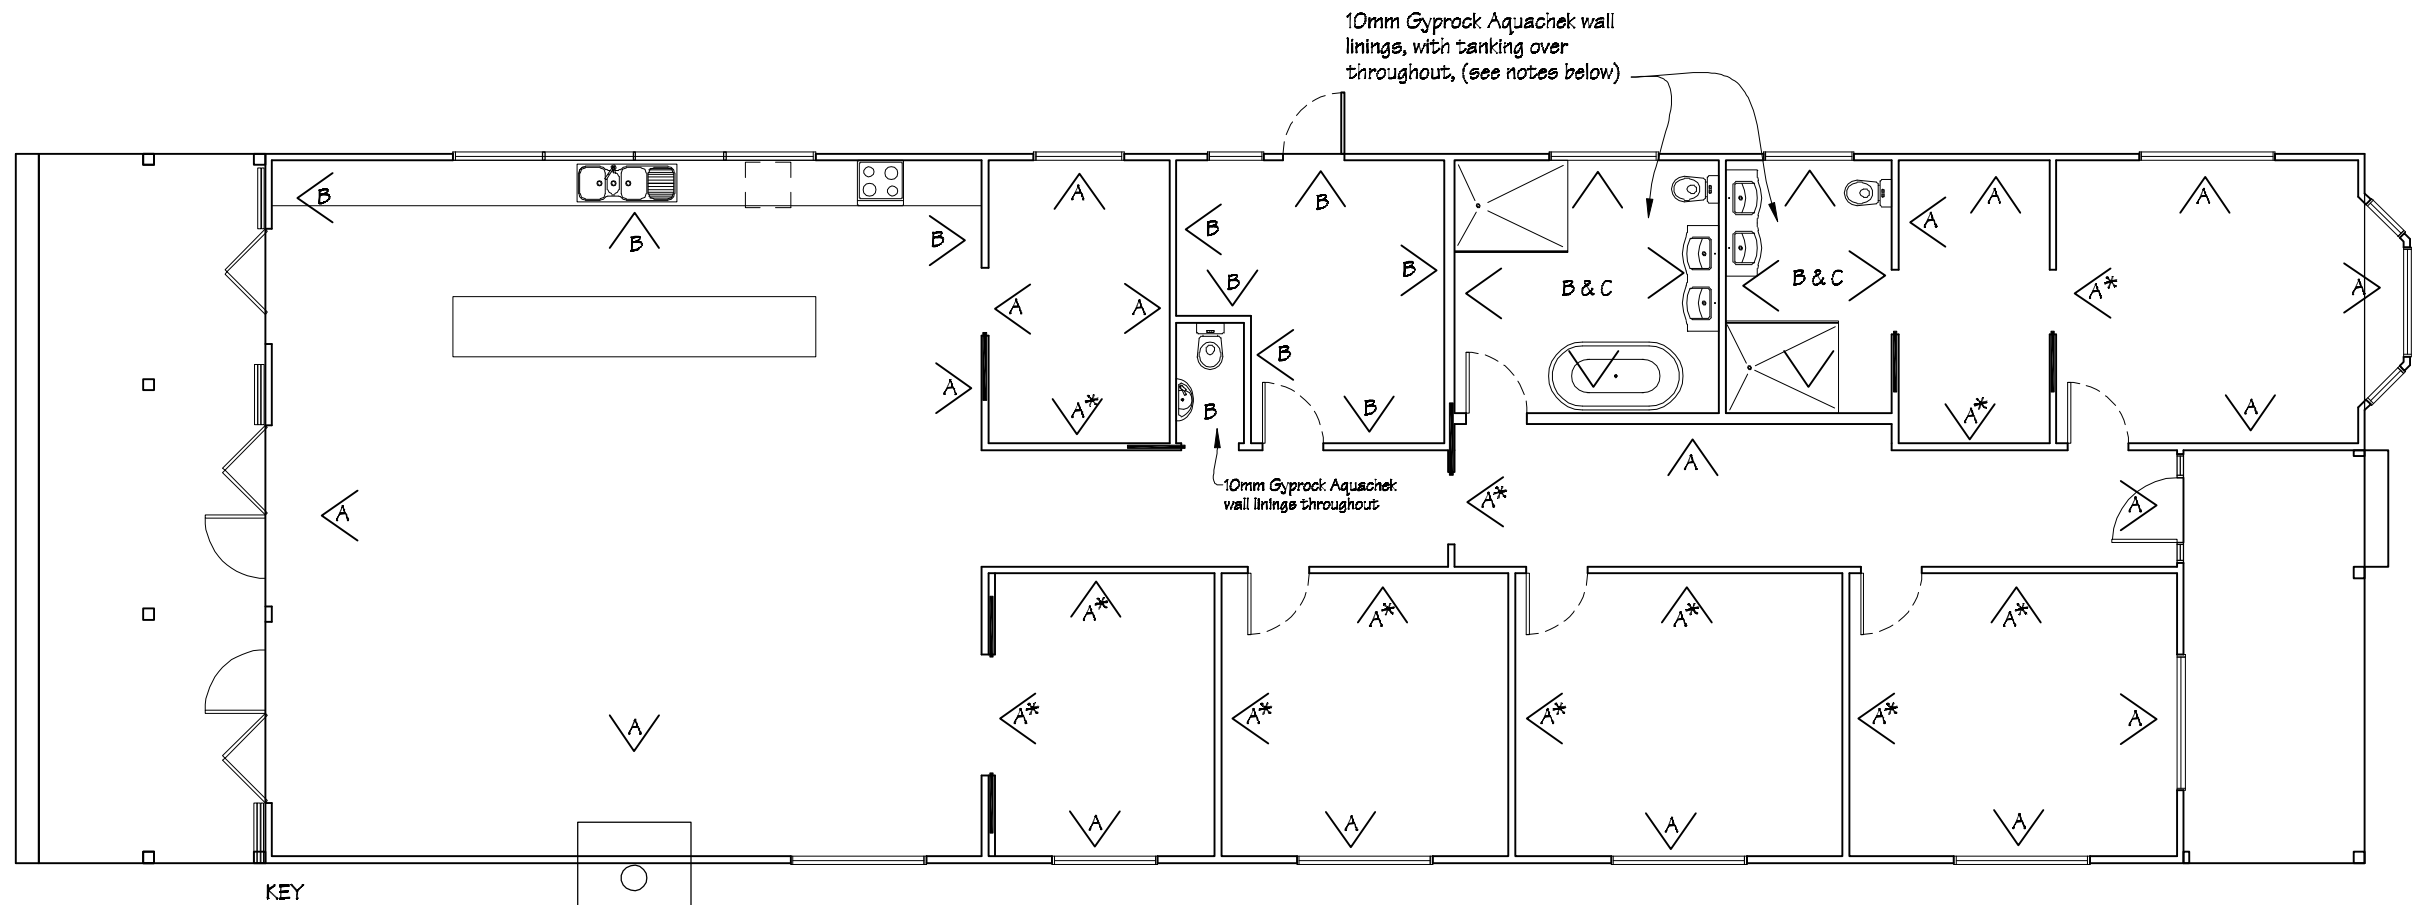 10mm Gyprock Aquachek wall
linings, with tanking over
throughout, (see notes below)
B
B
B
A
A
A
A*
A
B
B
B
B
B
B
B
B & C
B & C
A
A
A*
A
A*
A
A
10mm Gyprock Aquachek
wall linings throughout
A
A
A*
A
A
A*
A*
A*
A*
A*
A*
A*
A*
A
A
A
A
A
A
KEY